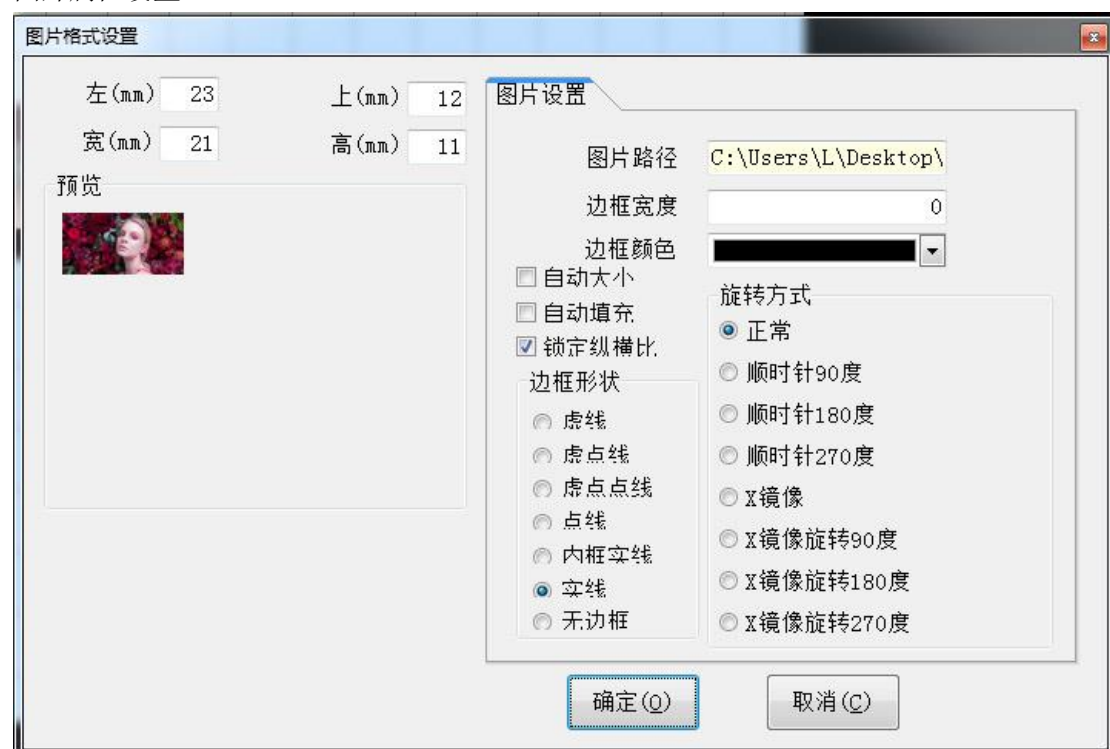 图片格式设置
左(mm) 23 上(mm) 12
宽(mm) 21 高(mm) 11
预览
图片设置
图片路径 C:\Users\L\Desktop\
边框宽度 0
边框颜色
自动大小
自动填充
锁定纵横比
边框形状
虚线
虚点线
虚点点线
点线
内框实线
实线
无边框
旋转方式
正常
顺时针90度
顺时针180度
顺时针270度
X镜像
X镜像旋转90度
X镜像旋转180度
X镜像旋转270度
确定(O) 取消(C)